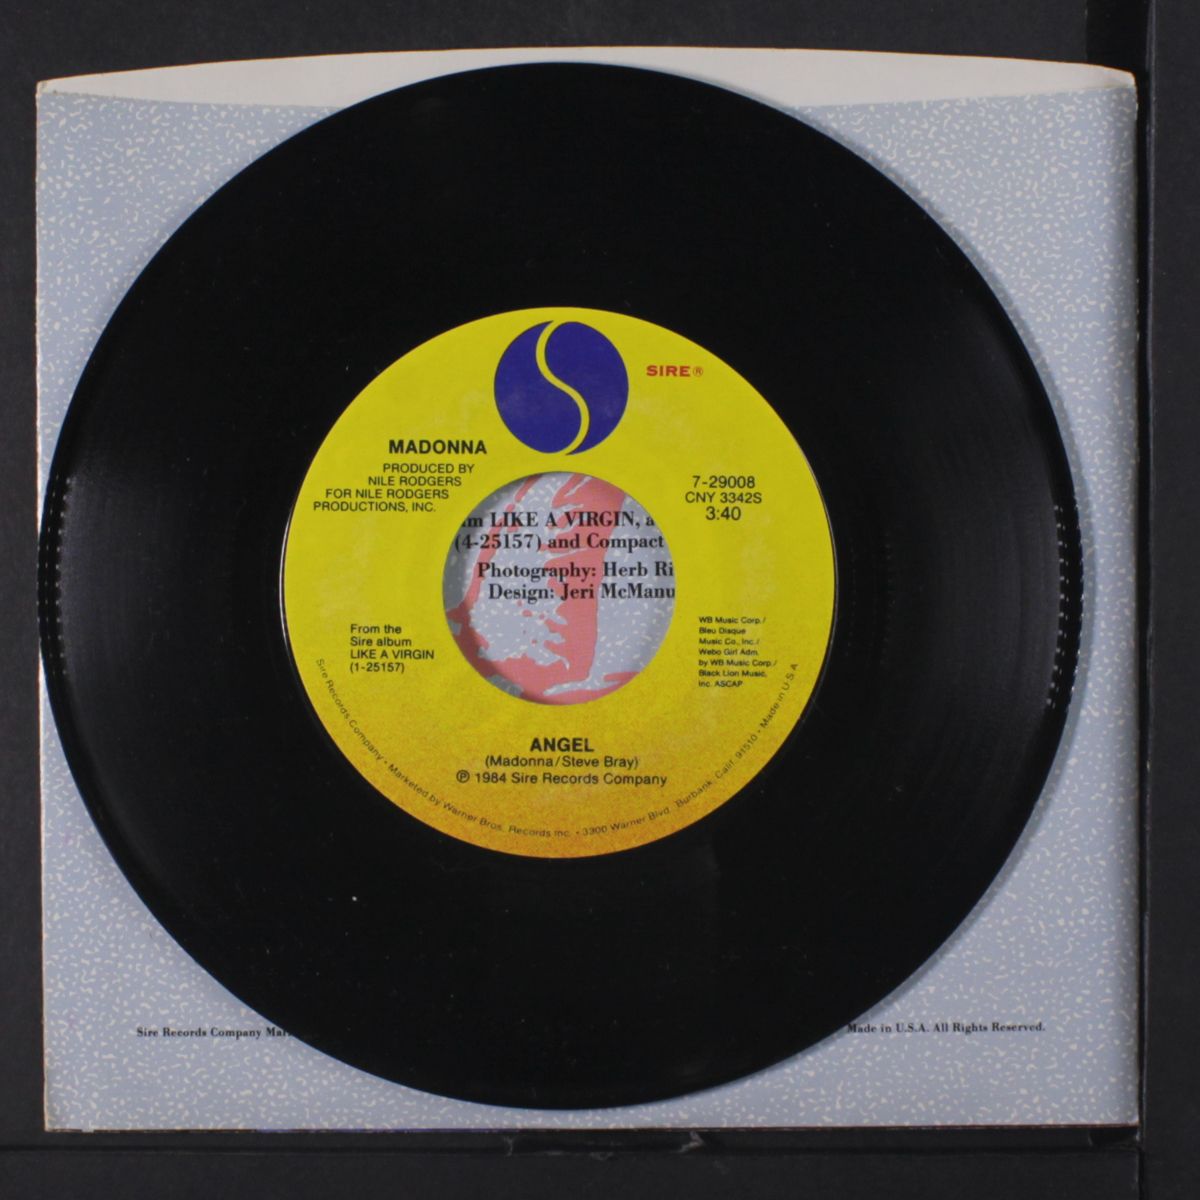 SIRE®
MADONNA
PRODUCED BY
NILE RODGERS
FOR NILE RODGERS
PRODUCTIONS, INC.
7-29008
CNY 3342S
3:40
LIKE A VIRGIN, a
(4-25157) and Compact
Photography: Herb Ri
Design: Jeri McManu
From the
Sire album
LIKE A VIRGIN
(1-25157)
WB Music Corp./
Bleu Disque
Music Co., Inc./
Webo Girl Adm.
by WB Music Corp./
Black Lion Music,
Inc. ASCAP
ANGEL
(Madonna/Steve Bray)
℗ 1984 Sire Records Company
Sire Records Company • Marketed by Warner Bros. Records Inc. • 3300 Warner Blvd. Burbank, Calif. 91510 • Made in U.S.A
Sire Records Company Mar
Made in U.S.A. All Rights Reserved.